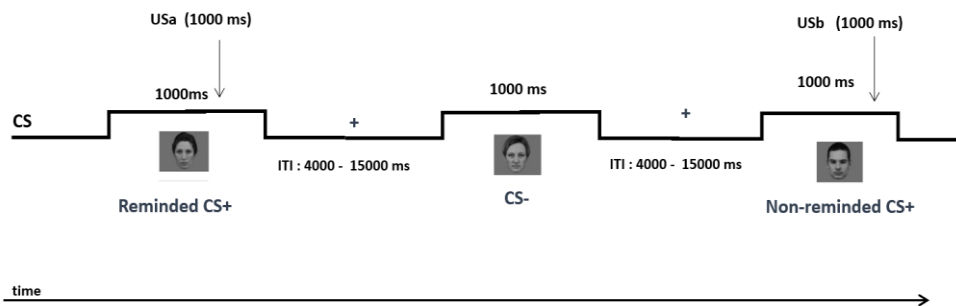 USa (1000 ms)
USb (1000 ms)
1000ms
1000 ms
1000 ms
CS
+
+
ITI : 4000 - 15000 ms
ITI : 4000 - 15000 ms
Reminded CS+
CS-
Non-reminded CS+
time